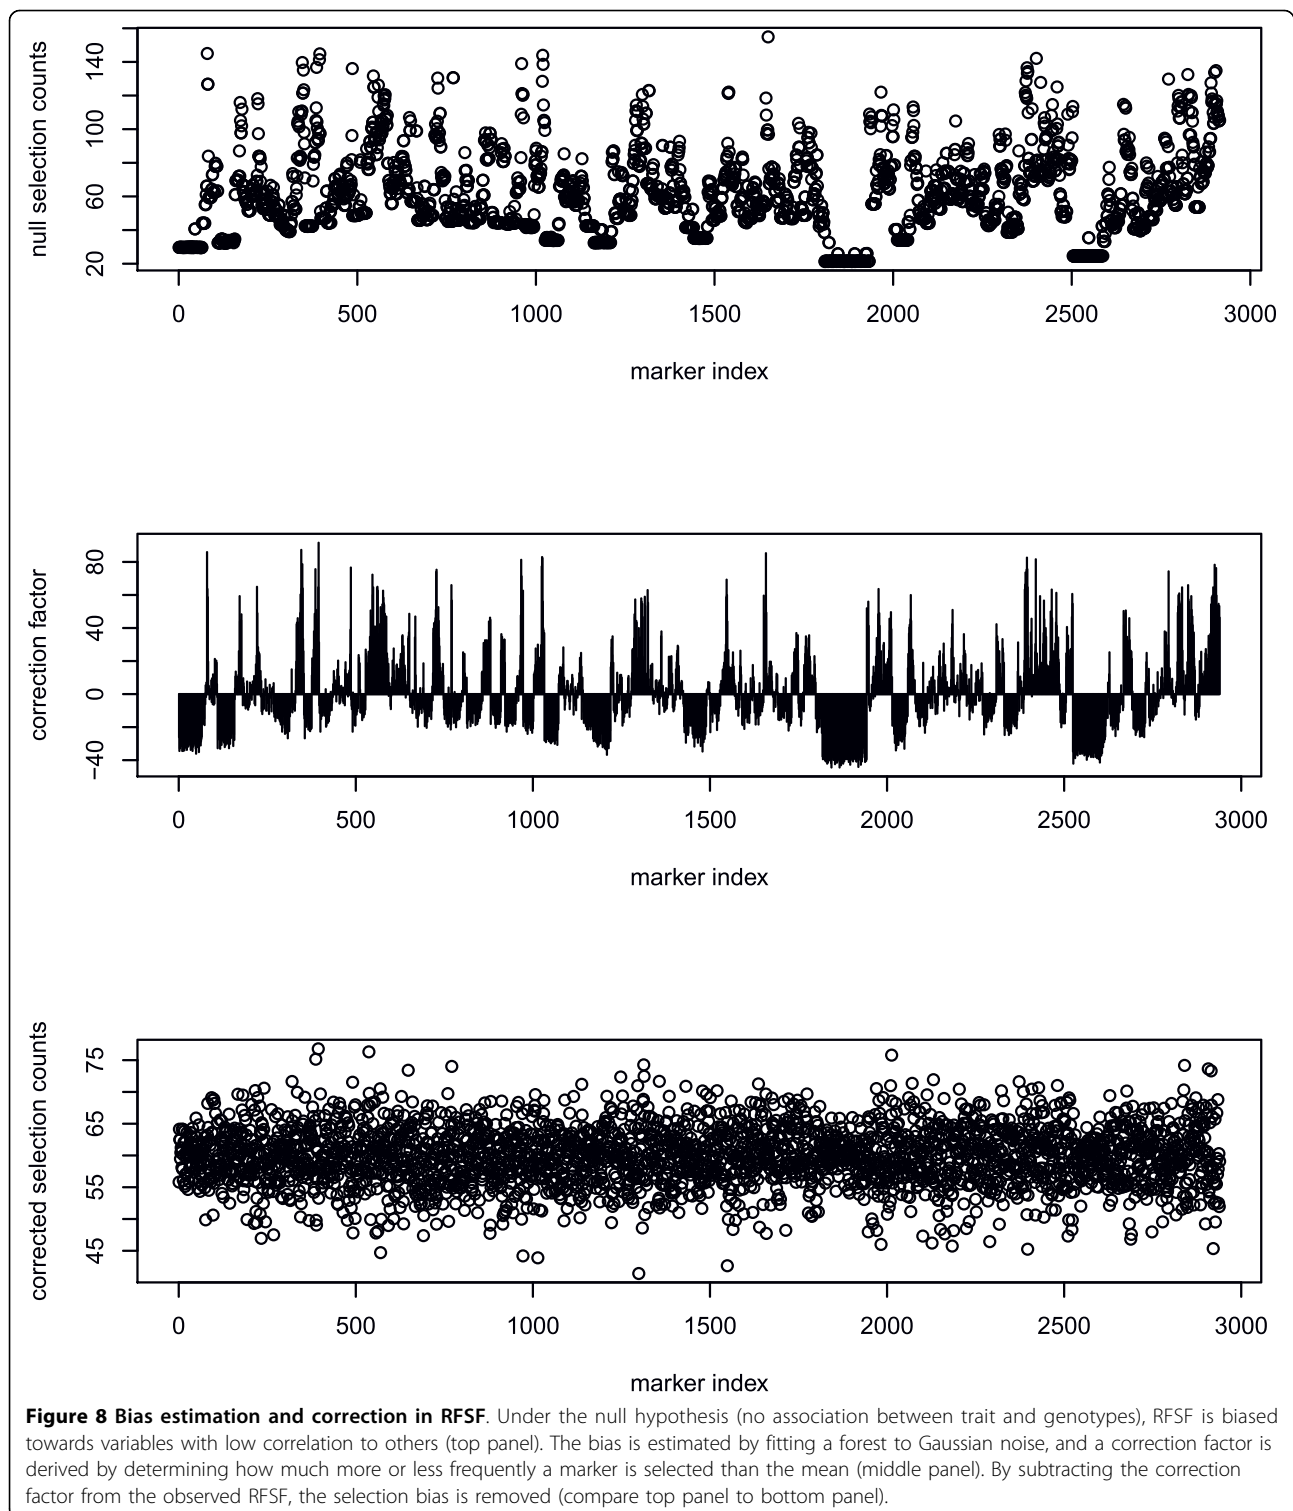 null selection counts
140
100
60
20
0 500 1000 1500 2000 2500 3000
marker index
correction factor
80
40
0
−40
0 500 1000 1500 2000 2500 3000
marker index
corrected selection counts
75
65
55
45
0 500 1000 1500 2000 2500 3000
marker index
Figure 8 Bias estimation and correction in RFSF. Under the null hypothesis (no association between trait and genotypes), RFSF is biased
towards variables with low correlation to others (top panel). The bias is estimated by fitting a forest to Gaussian noise, and a correction factor is
derived by determining how much more or less frequently a marker is selected than the mean (middle panel). By subtracting the correction
factor from the observed RFSF, the selection bias is removed (compare top panel to bottom panel).